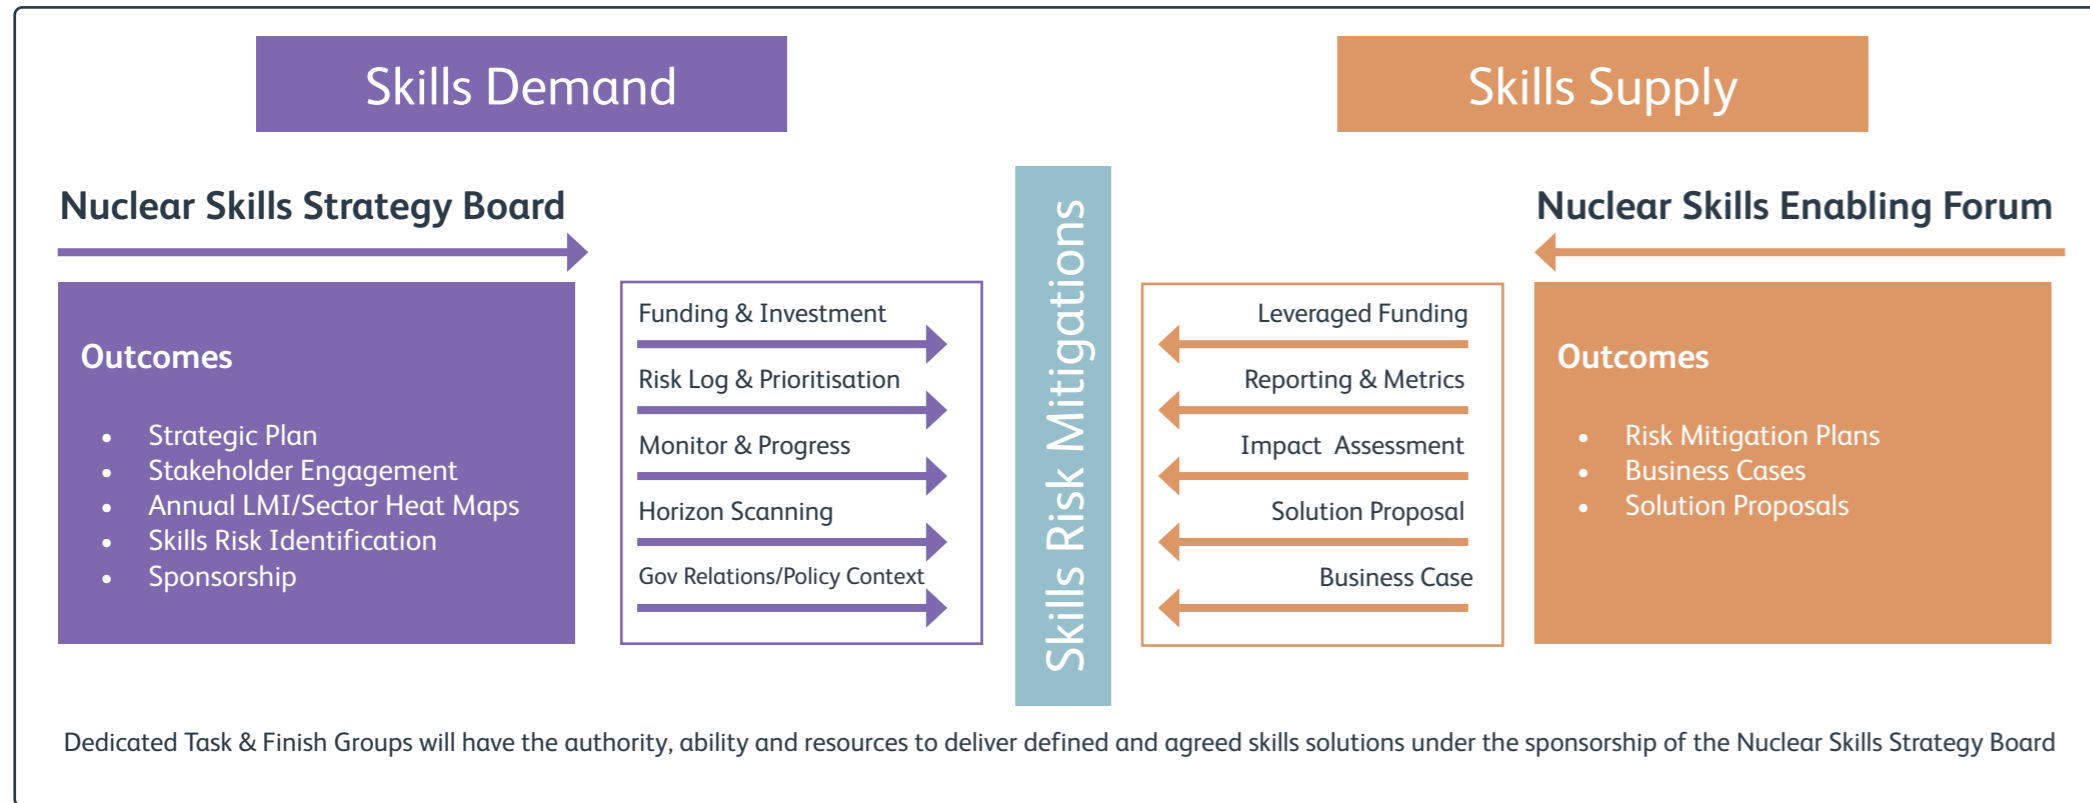 Skills Demand
Skills Supply
Nuclear Skills Strategy Board
Nuclear Skills Enabling Forum
Outcomes
• Strategic Plan
• Stakeholder Engagement
• Annual LMI/Sector Heat Maps
• Skills Risk Identification
• Sponsorship
Funding & Investment
Risk Log & Prioritisation
Monitor & Progress
Horizon Scanning
Gov Relations/Policy Context
Skills Risk Mitigations
Leveraged Funding
Reporting & Metrics
Impact Assessment
Solution Proposal
Business Case
Outcomes
• Risk Mitigation Plans
• Business Cases
• Solution Proposals
Dedicated Task & Finish Groups will have the authority, ability and resources to deliver defined and agreed skills solutions under the sponsorship of the Nuclear Skills Strategy Board